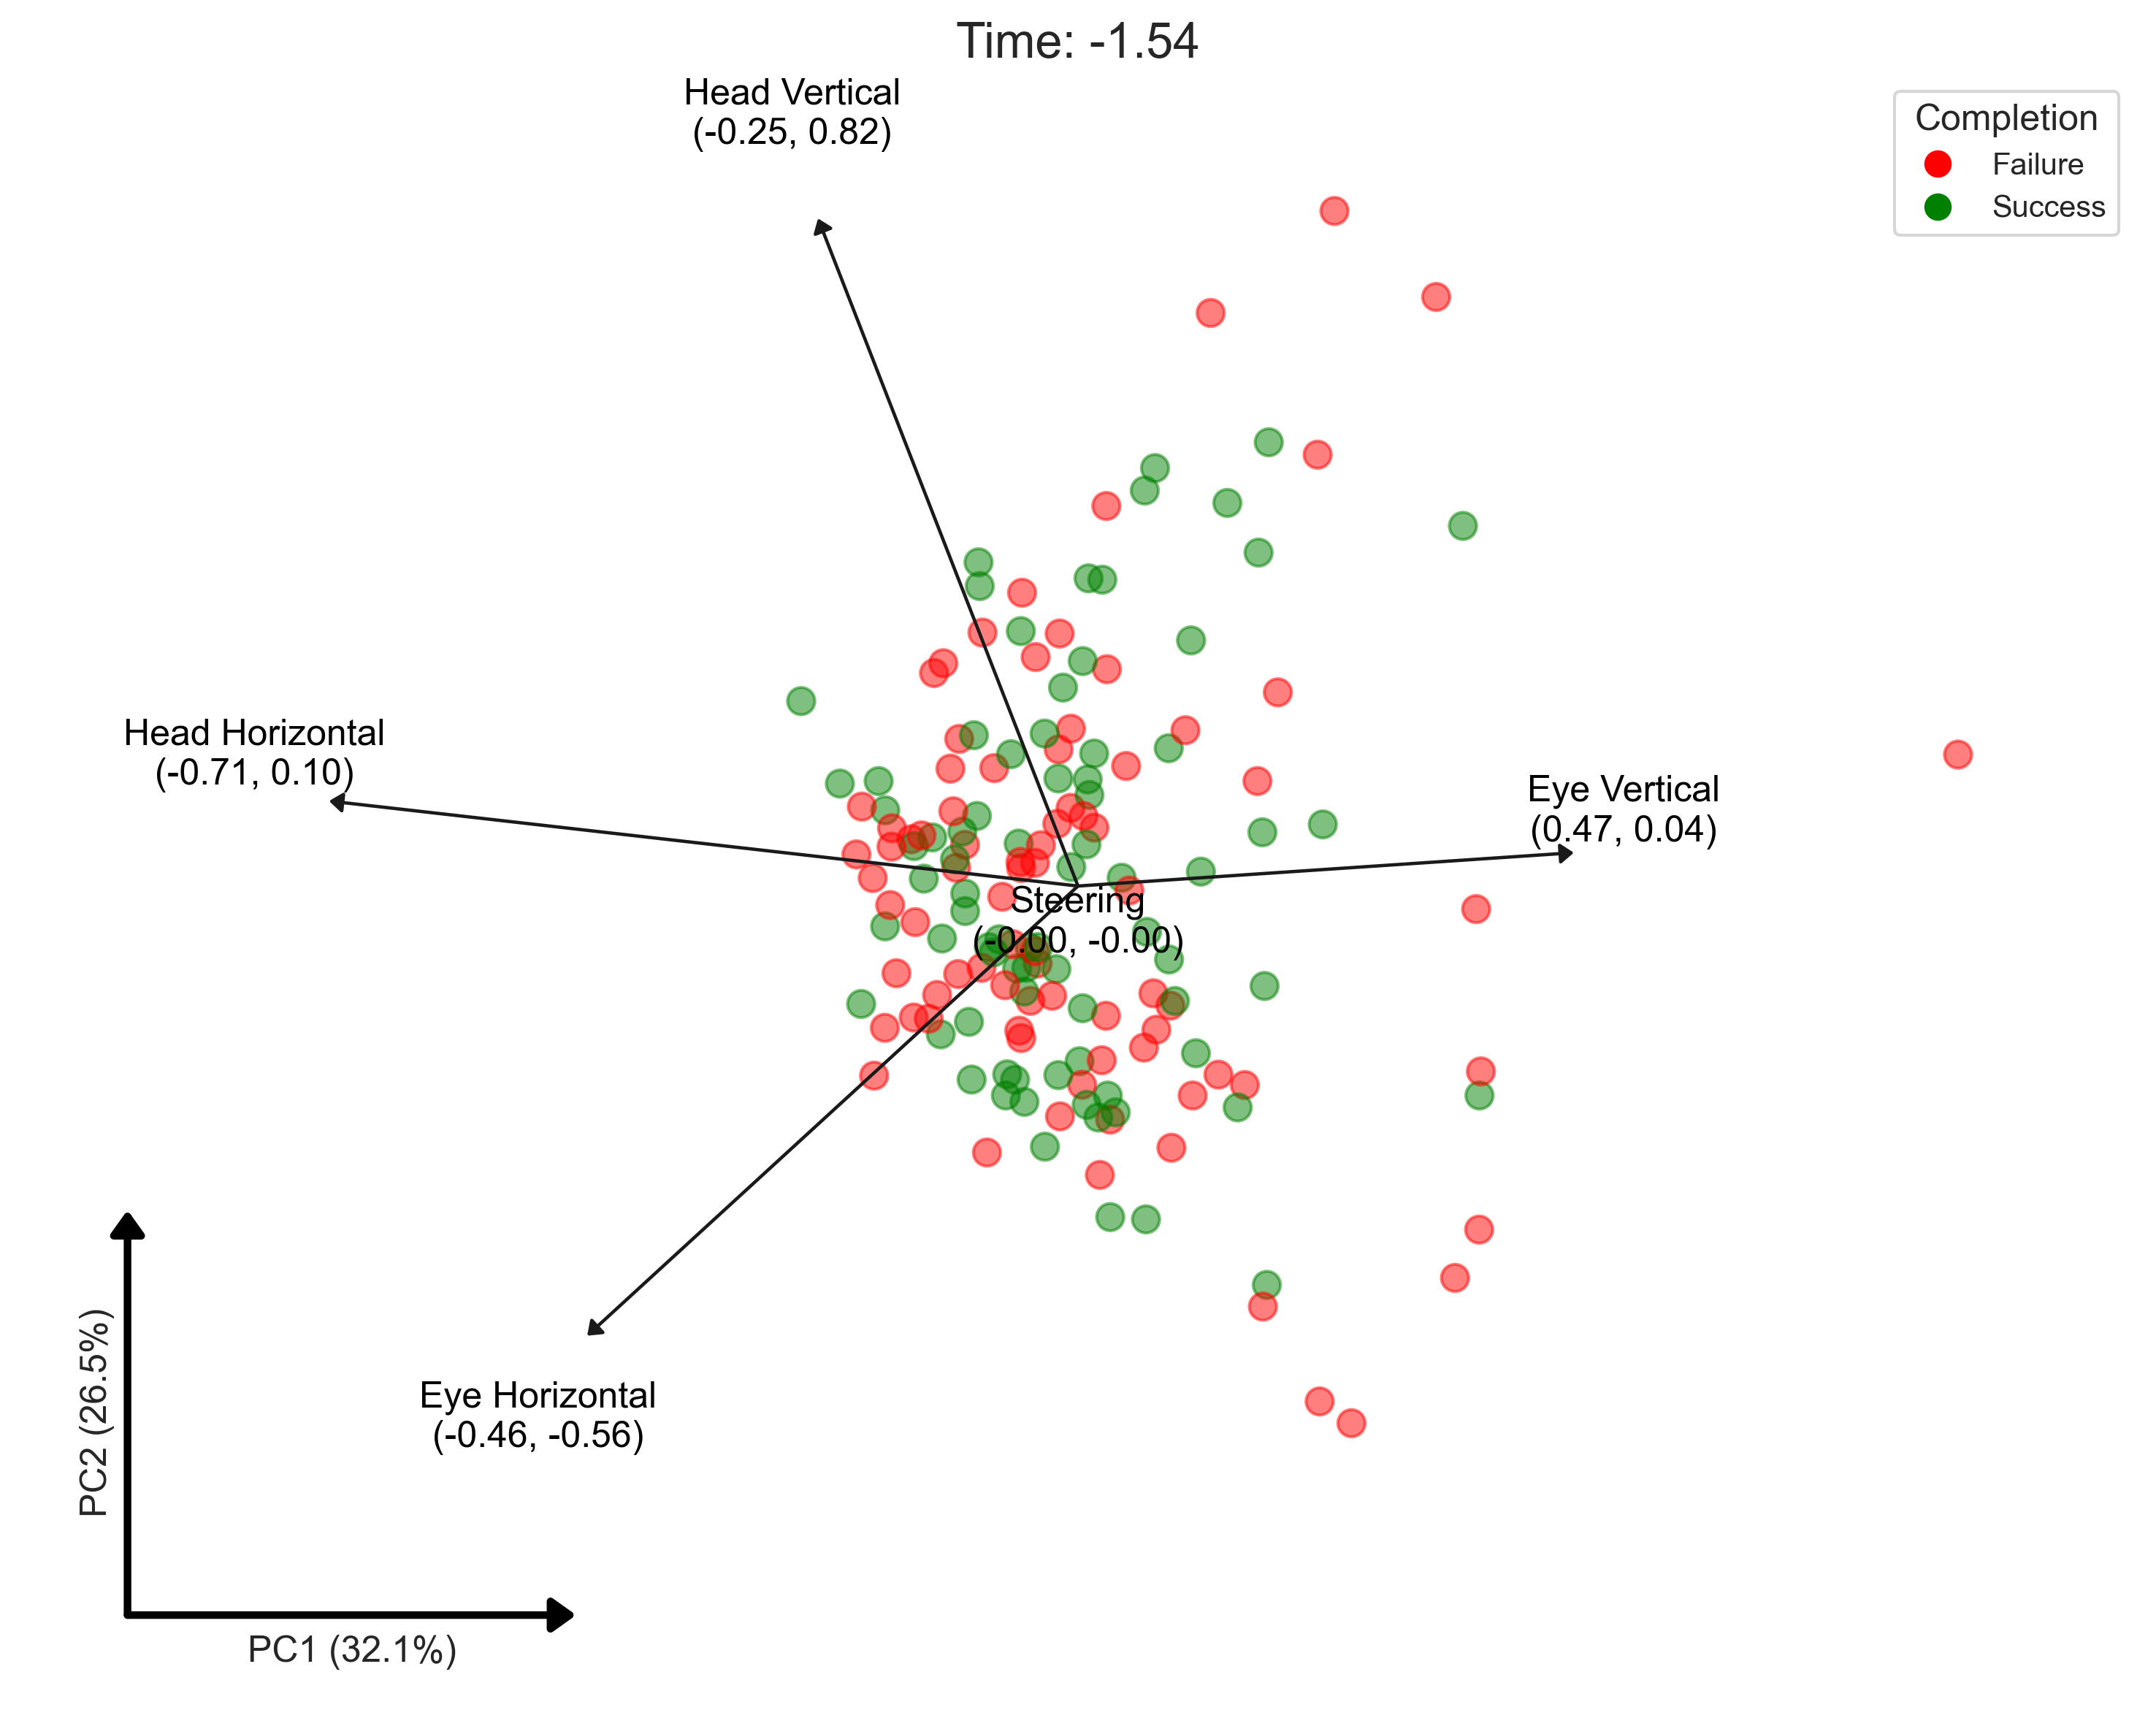 Time: -1.54
Head Vertical
(-0.25, 0.82)
Completion
Failure
Success
Head Horizontal
(-0.71, 0.10)
Eye Vertical
(0.47, 0.04)
Steering
(-0.00, -0.00)
Eye Horizontal
(-0.46, -0.56)
PC2 (26.5%)
PC1 (32.1%)